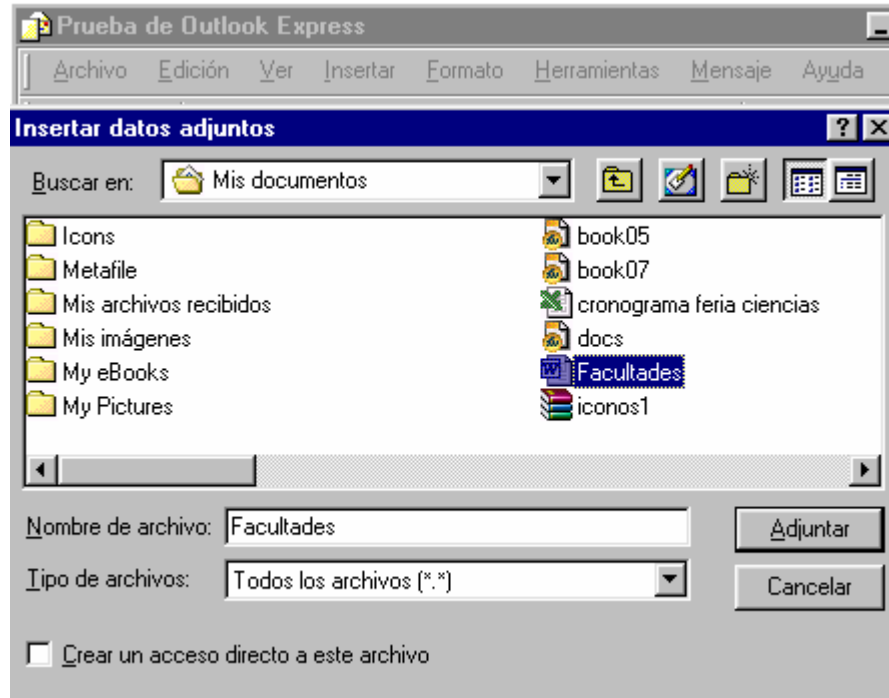 Prueba de Outlook Express
Archivo Edición Ver Insertar Formato Herramientas Mensaje Ayuda
Insertar datos adjuntos
Buscar en: Mis documentos
Icons
Metafile
Mis archivos recibidos
Mis imágenes
My eBooks
My Pictures
book05
book07
cronograma feria ciencias
docs
Facultades
iconos1
Nombre de archivo: Facultades
Adjuntar
Tipo de archivos: Todos los archivos (*.*)
Cancelar
Crear un acceso directo a este archivo